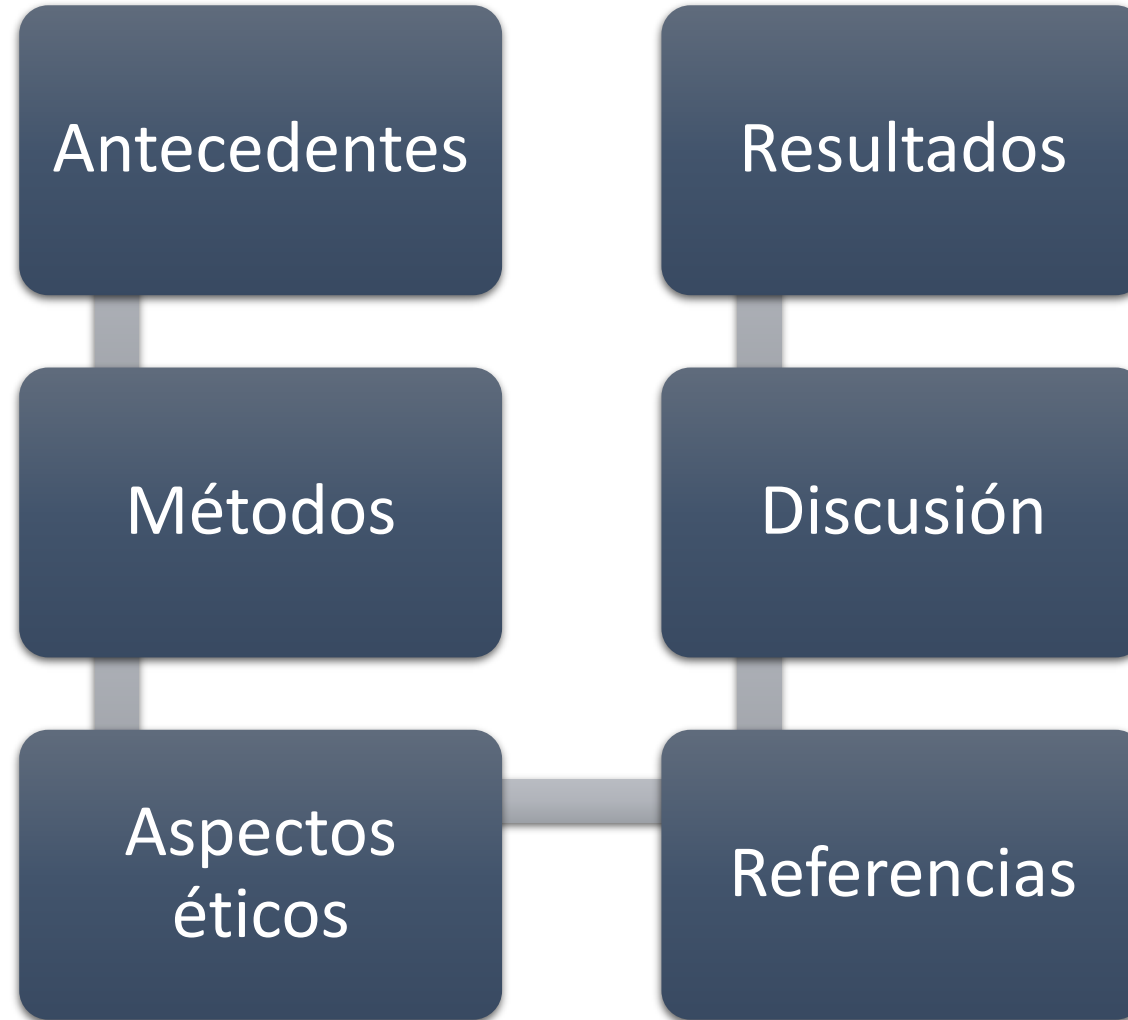 Antecedentes
Métodos
Aspectos
éticos
Referencias
Discusión
Resultados